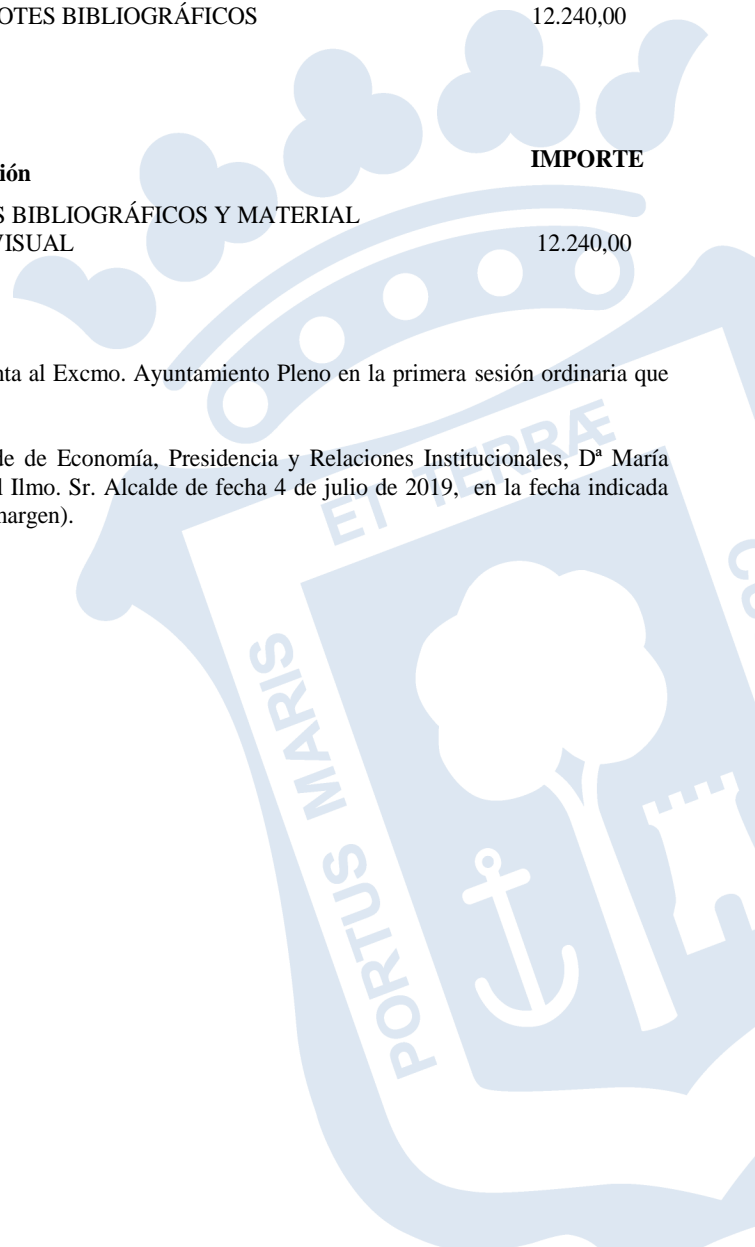 OTES BIBLIOGRÁFICOS 12.240,00
IMPORTE
ión
S BIBLIOGRÁFICOS Y MATERIAL
VISUAL 12.240,00
nta al Excmo. Ayuntamiento Pleno en la primera sesión ordinaria que
de de Economía, Presidencia y Relaciones Institucionales, Dª María
l Ilmo. Sr. Alcalde de fecha 4 de julio de 2019, en la fecha indicada
margen).
PORTUS MARIS ET TERRÆ